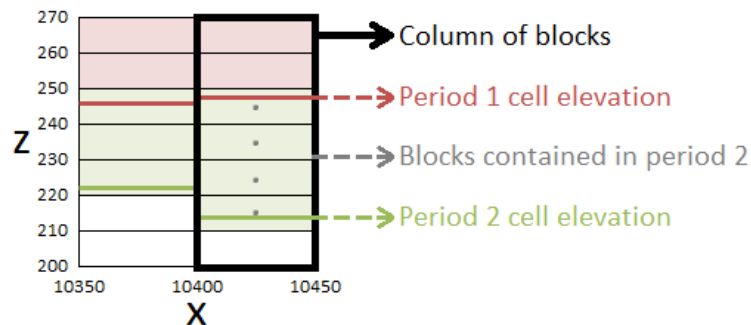 270
260
250
240
230
220
210
200
Z
10350
10400
10450
X
Column of blocks
Period 1 cell elevation
Blocks contained in period 2
Period 2 cell elevation